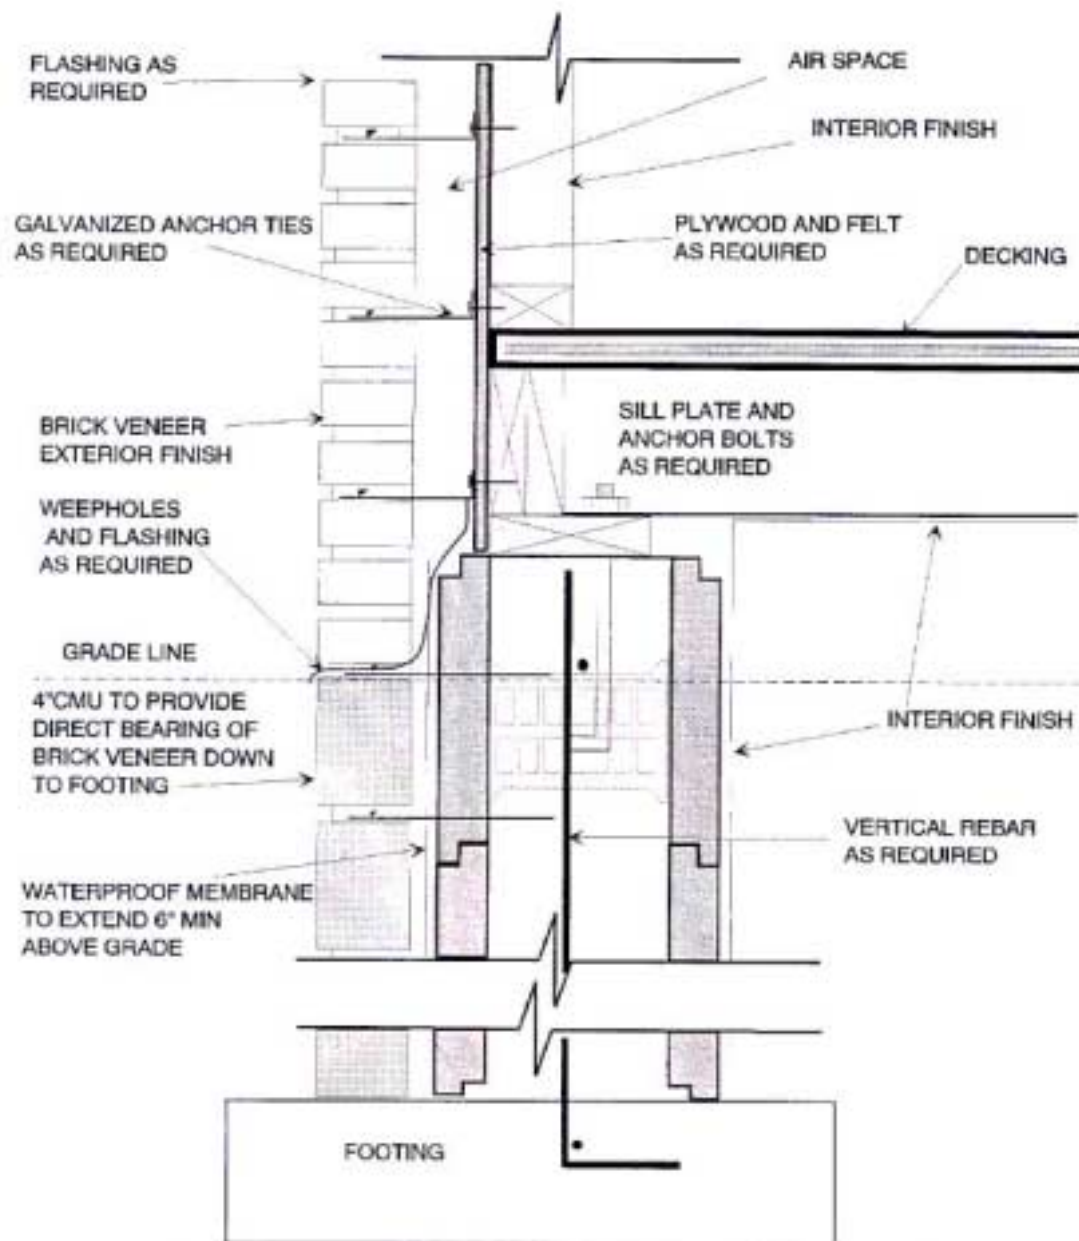 FLASHING AS
REQUIRED
AIR SPACE
INTERIOR FINISH
GALVANIZED ANCHOR TIES
AS REQUIRED
PLYWOOD AND FELT
AS REQUIRED
DECKING
BRICK VENEER
EXTERIOR FINISH
SILL PLATE AND
ANCHOR BOLTS
AS REQUIRED
WEEPHOLES
AND FLASHING
AS REQUIRED
GRADE LINE
4"CMU TO PROVIDE
DIRECT BEARING OF
BRICK VENEER DOWN
TO FOOTING
INTERIOR FINISH
VERTICAL REBAR
AS REQUIRED
WATERPROOF MEMBRANE
TO EXTEND 6" MIN
ABOVE GRADE
FOOTING